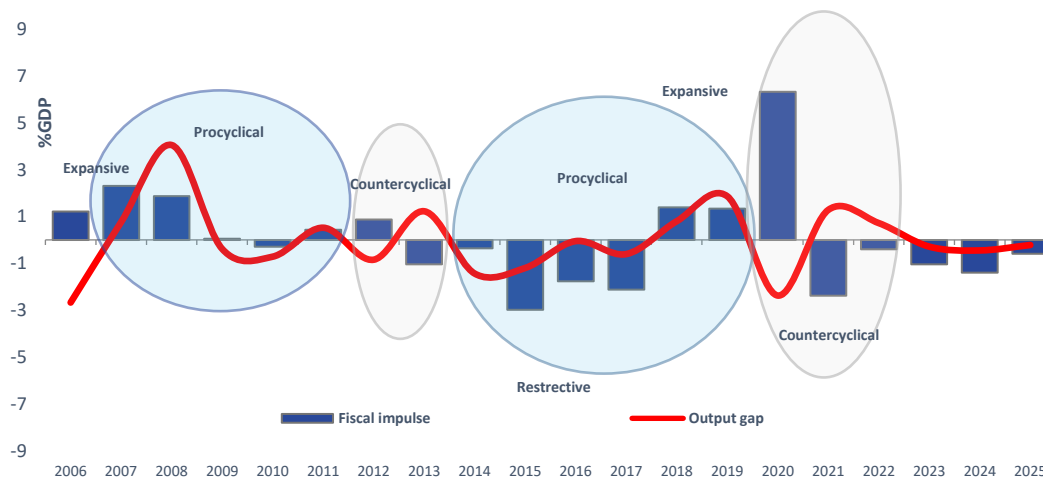 9
7
5
3
1
-1
-3
-5
-7
-9
%GDP
Expansive
Procyclical
Countercyclical
Procyclical
Expansive
Restrective
Countercyclical
Fiscal impulse
Output gap
2006 2007 2008 2009 2010 2011 2012 2013 2014 2015 2016 2017 2018 2019 2020 2021 2022 2023 2024 2025